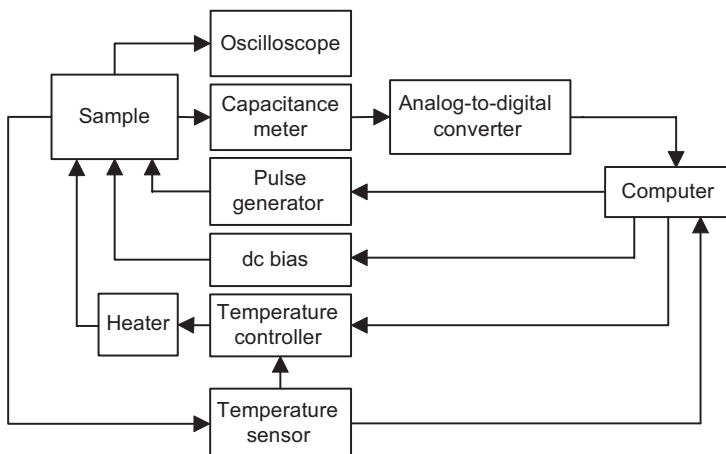 Oscilloscope
Sample
Capacitance
meter
Analog-to-digital
converter
Pulse
generator
Computer
dc bias
Heater
Temperature
controller
Temperature
sensor